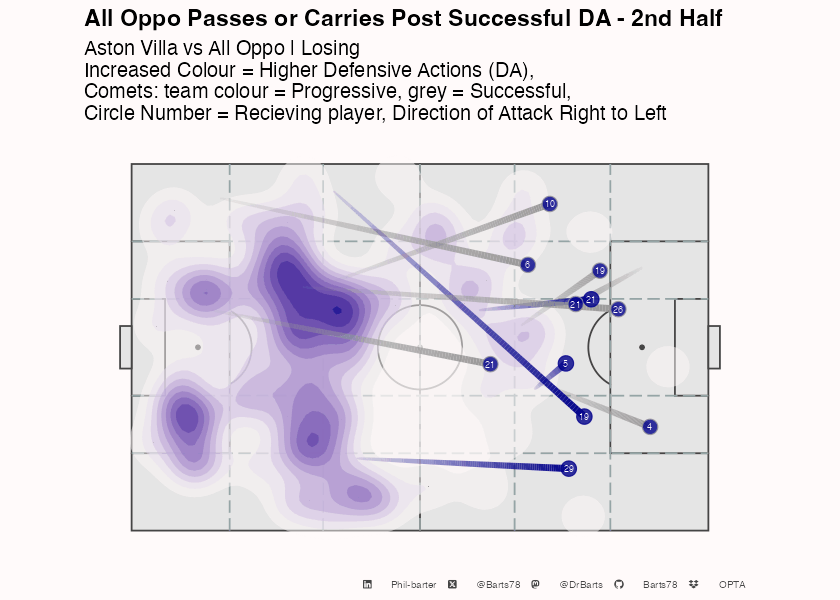 All Oppo Passes or Carries Post Successful DA - 2nd Half
Aston Villa vs All Oppo | Losing
Increased Colour = Higher Defensive Actions (DA),
Comets: team colour = Progressive, grey = Successful,
Circle Number = Recieving player, Direction of Attack Right to Left
10
6
19
21
21
26
21
5
19
4
29
Phil-barter @Barts78 @DrBarts Barts78 OPTA